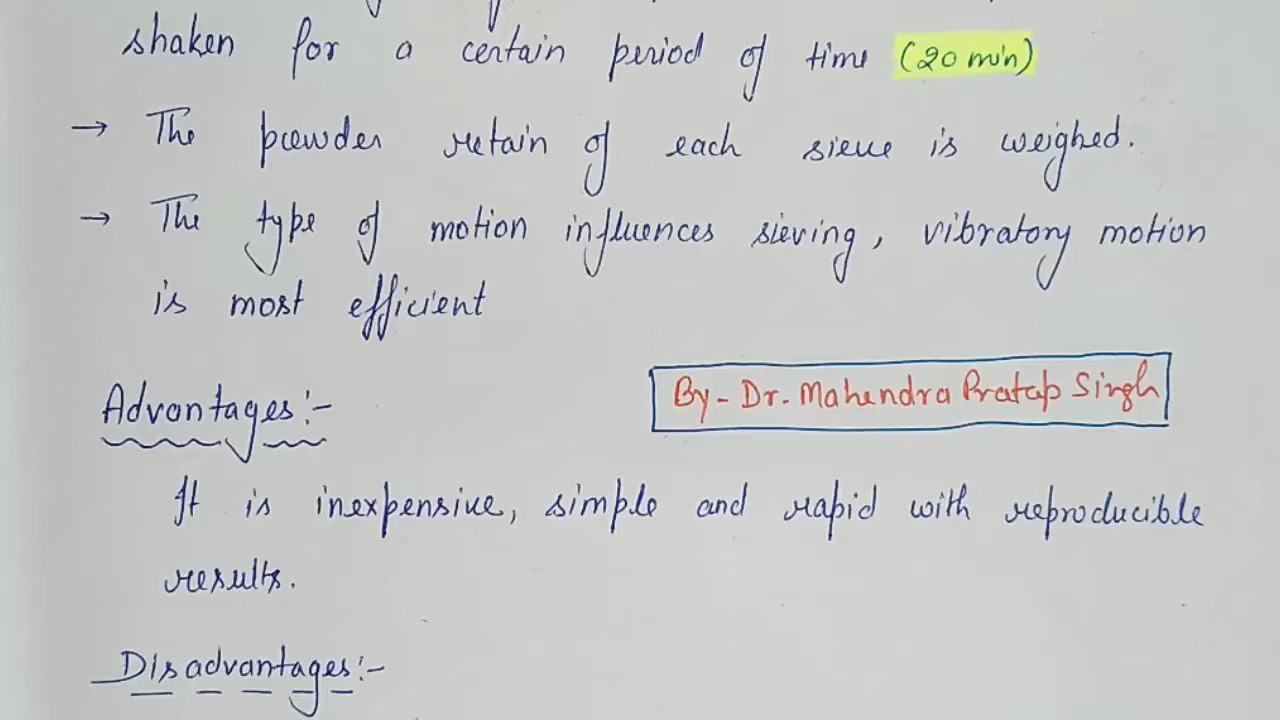 shaken for a certain period of time (20 min)
→ The powder retain of each sieve is weighed.
→ The type of motion influences sieving, vibratory motion
is most efficient
Advantages:-
By - Dr. Mahendra Pratap Singh
It is inexpensive, simple and rapid with reproducible
results.
Disadvantages:-